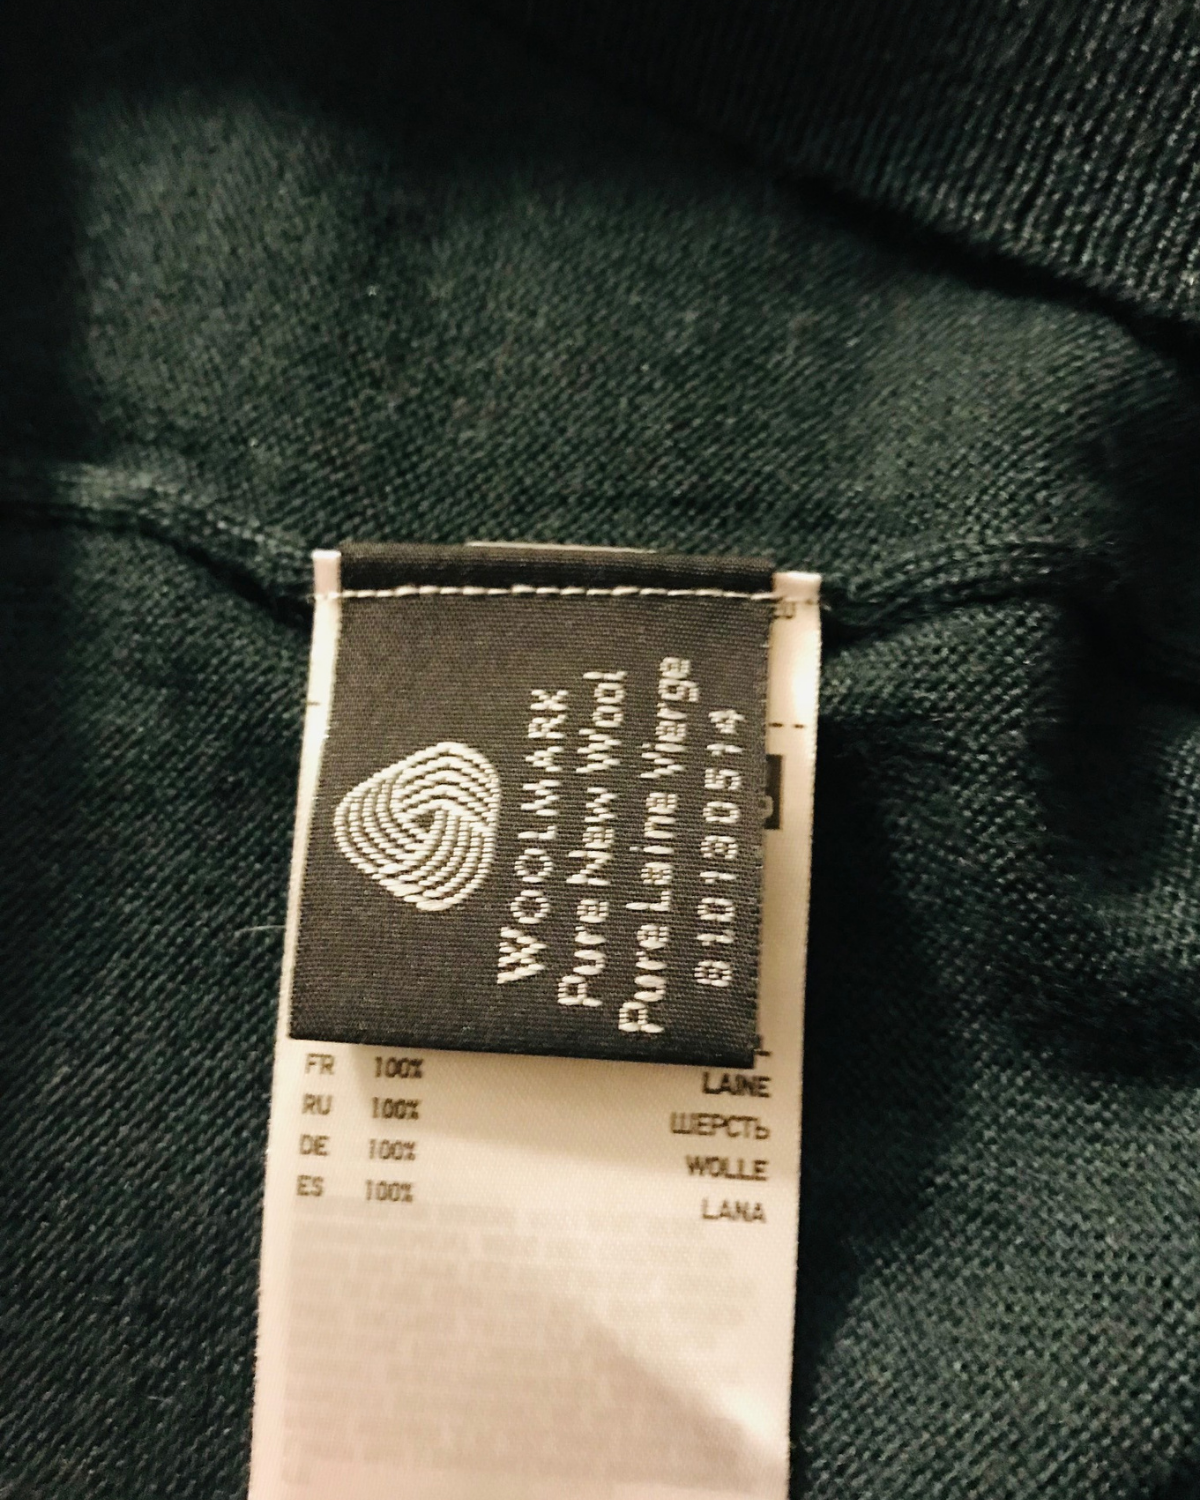 WOOLMARK
Pure New Wool
Pure Laine Vierge
FR 100% LAINE
RU 100% ШЕРСТЬ
DE 100% WOLLE
ES 100% LANA